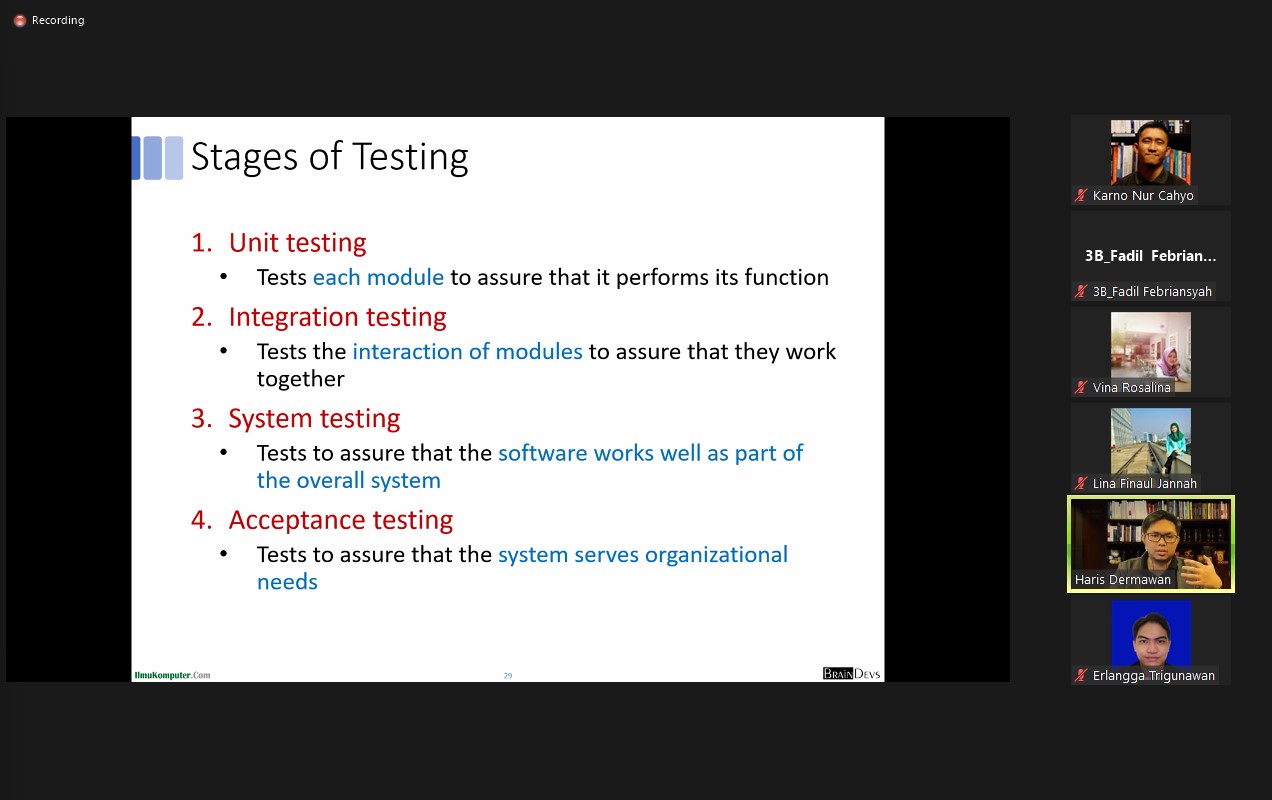 Recording
Stages of Testing
1. Unit testing
• Tests each module to assure that it performs its function
2. Integration testing
• Tests the interaction of modules to assure that they work
together
3. System testing
• Tests to assure that the software works well as part of
the overall system
4. Acceptance testing
• Tests to assure that the system serves organizational
needs
IlmuKomputer.Com
29
BRAINDEVS
Karno Nur Cahyo
3B_Fadil Febrian...
3B_Fadil Febriansyah
Vina Rosalina
Lina Finaul Jannah
Haris Dermawan
Erlangga Trigunawan